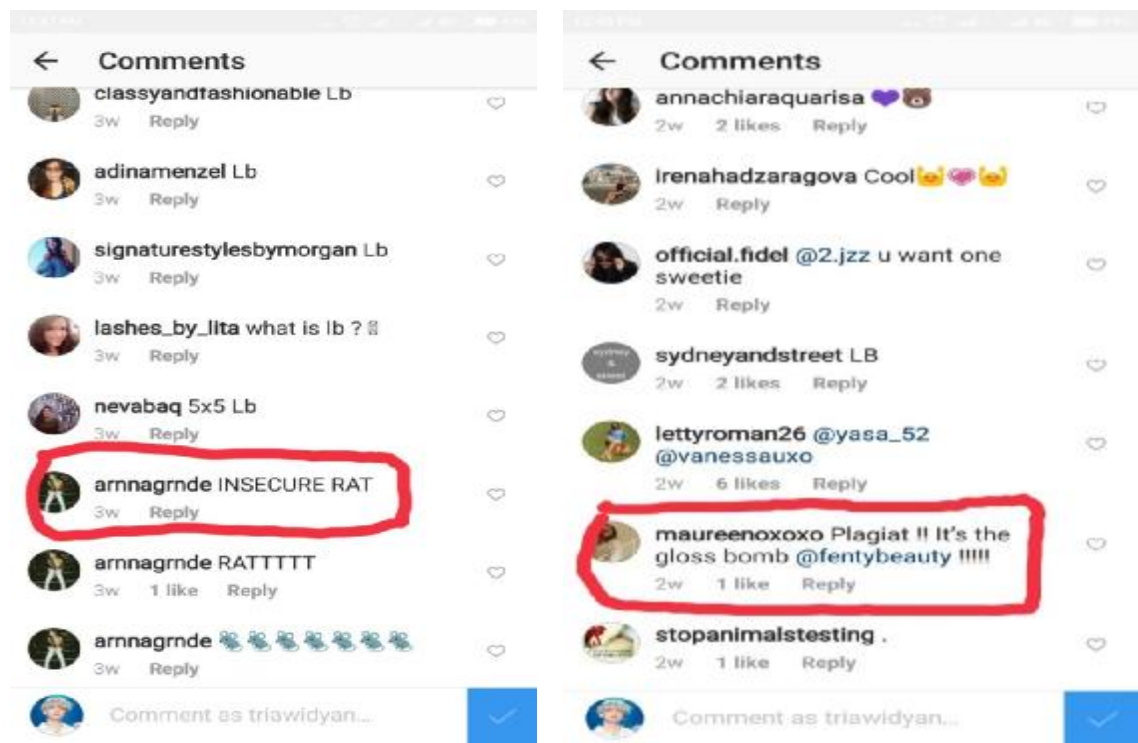 Comments
classyandfashionable Lb
3w Reply
adinamenzel Lb
3w Reply
signaturestylesbymorgan Lb
3w Reply
lashes_by_lita what is lb ?
3w Reply
nevabaq 5x5 Lb
3w Reply
arnnagrnde INSECURE RAT
3w Reply
arnnagrnde RATTTTT
3w 1 like Reply
arnnagrnde
3w Reply
Comment as triawidyan...
Comments
annachiaraquarisa 💜🐻
2w 2 likes Reply
irenahadzaragova Cool🙌💓🙌
2w Reply
official.fidel @2.jzz u want one
sweetie
2w Reply
sydneyandstreet LB
2w 2 likes Reply
lettyroman26 @yasa_52
@vanessauxo
2w 6 likes Reply
maureenoxoxo Plagiat !! It's the
gloss bomb @fentybeauty !!!!!
2w 1 like Reply
stopanimalstesting .
2w 1 like Reply
Comment as triawidyan...